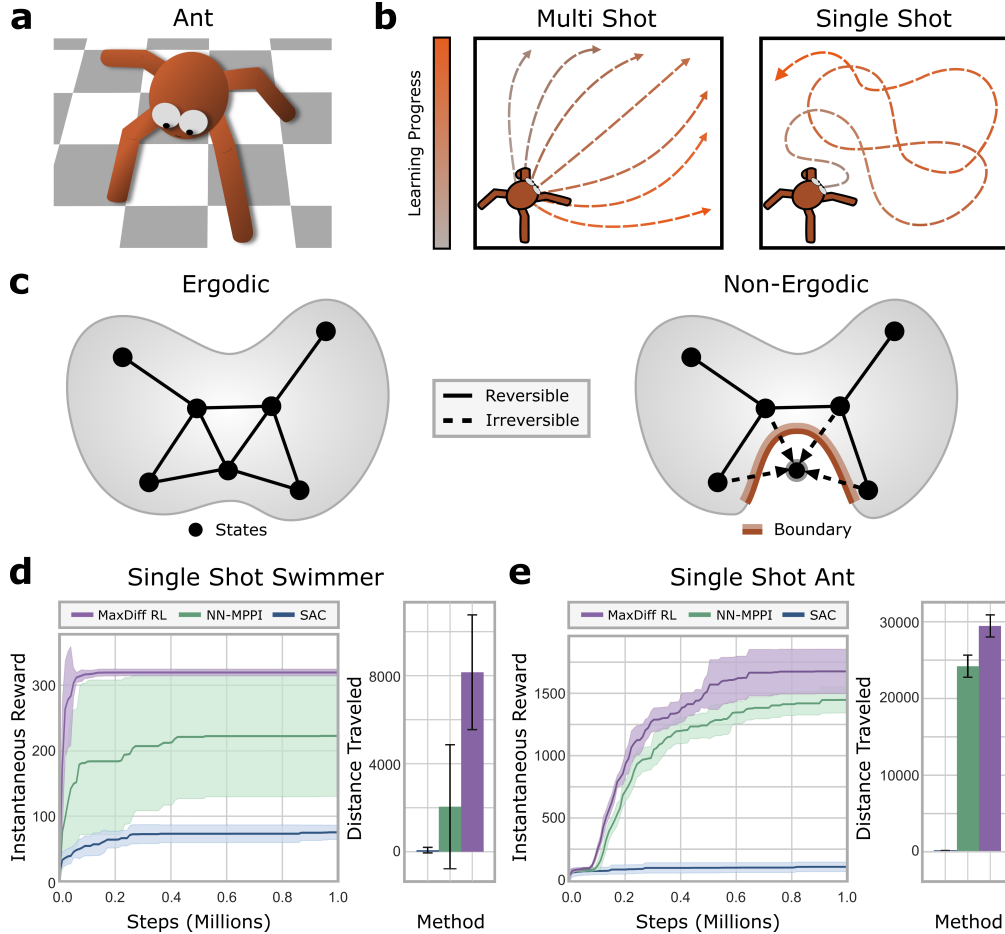 a
Ant
b
Multi Shot
Single Shot
Learning Progress
c
Ergodic
Non-Ergodic
Reversible
Irreversible
States
Boundary
d
Single Shot Swimmer
MaxDiff RL
NN-MPPI
SAC
Instantaneous Reward
300
200
100
0
0.0
0.2
0.4
0.6
0.8
1.0
Steps (Millions)
Distance Traveled
8000
4000
0
Method
e
Single Shot Ant
MaxDiff RL
NN-MPPI
SAC
Instantaneous Reward
1500
1000
500
0
0.0
0.2
0.4
0.6
0.8
1.0
Steps (Millions)
Distance Traveled
30000
20000
10000
0
Method